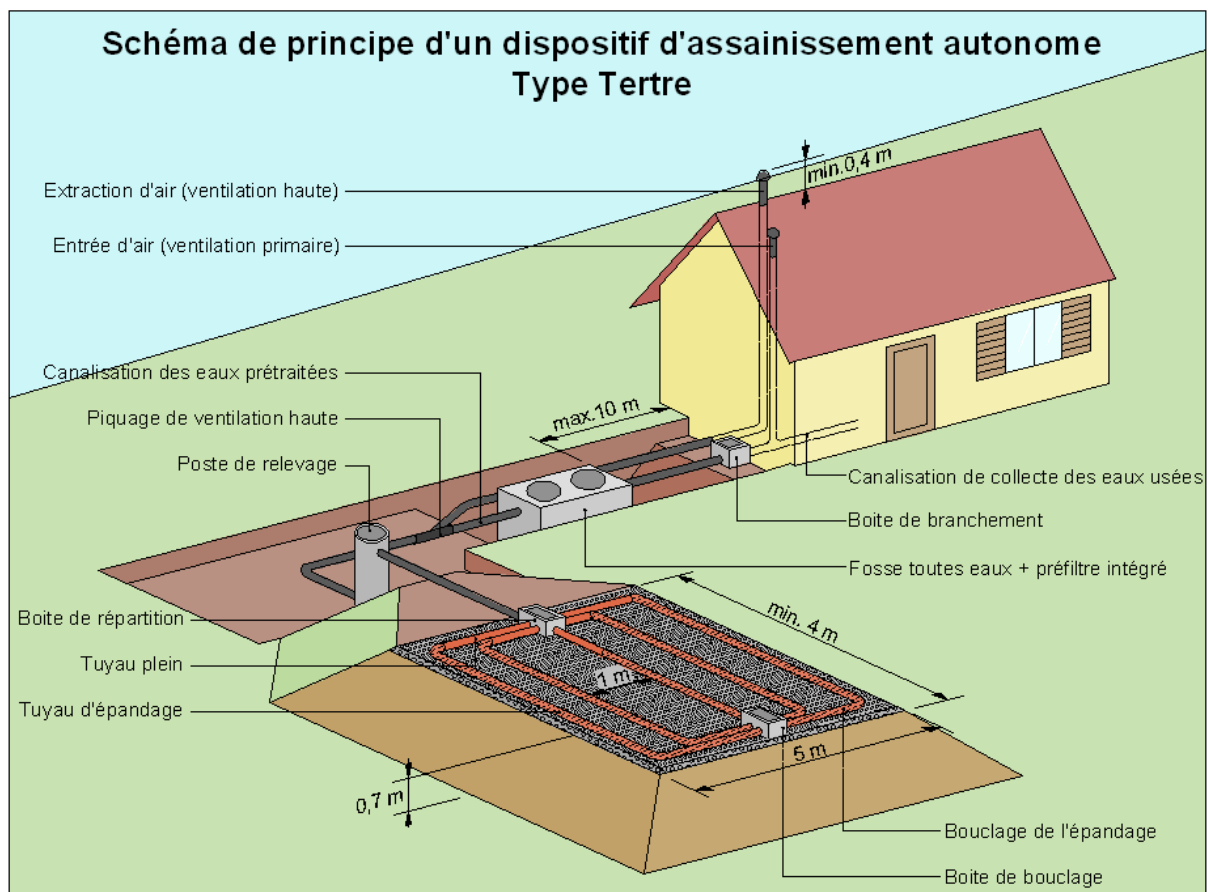 Schéma de principe d'un dispositif d'assainissement autonome
Type Tertre
min.0,4 m
Extraction d'air (ventilation haute)
Entrée d'air (ventilation primaire)
Canalisation des eaux prétraitées
max.10 m
Piquage de ventilation haute
Poste de relevage
Canalisation de collecte des eaux usées
Boite de branchement
Fosse toutes eaux + préfiltre intégré
Boite de répartition
min. 4 m
Tuyau plein
1 m
Tuyau d'épandage
5 m
0,7 m
Bouclage de l'épandage
Boite de bouclage